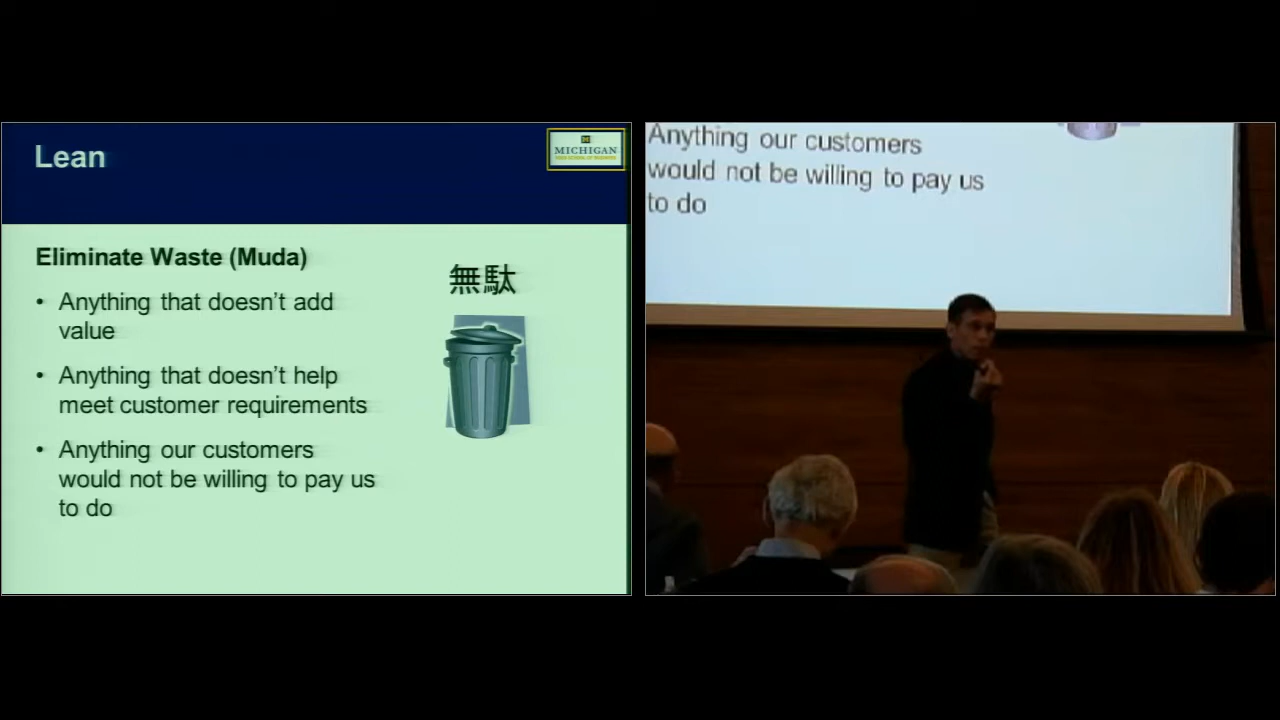 Lean
MICHIGAN
Eliminate Waste (Muda)
無駄
• Anything that doesn't add
value
• Anything that doesn't help
meet customer requirements
• Anything our customers
would not be willing to pay us
to do
Anything our customers
would not be willing to pay us
to do